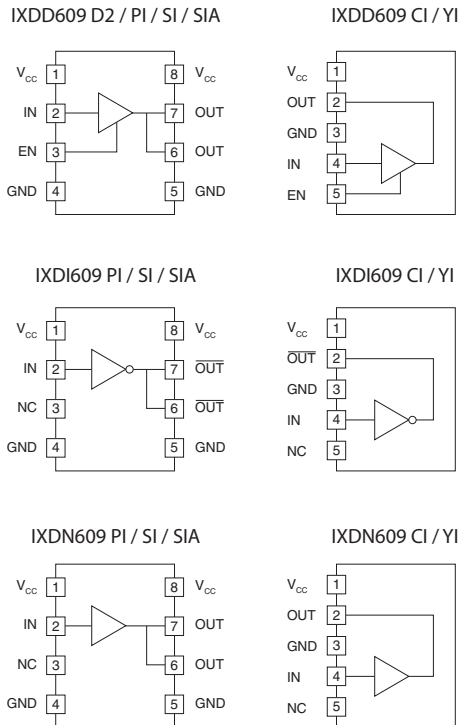 IXDD609 D2 / PI / SI / SIA
VCC 1 8 VCC
IN 2 7 OUT
EN 3 6 OUT
GND 4 5 GND
IXDD609 CI / YI
VCC 1
OUT 2
GND 3
IN 4
EN 5
IXDI609 PI / SI / SIA
VCC 1 8 VCC
IN 2 7 O̅U̅T̅
NC 3 6 O̅U̅T̅
GND 4 5 GND
IXDI609 CI / YI
VCC 1
O̅U̅T̅ 2
GND 3
IN 4
NC 5
IXDN609 PI / SI / SIA
VCC 1 8 VCC
IN 2 7 OUT
NC 3 6 OUT
GND 4 5 GND
IXDN609 CI / YI
VCC 1
OUT 2
GND 3
IN 4
NC 5